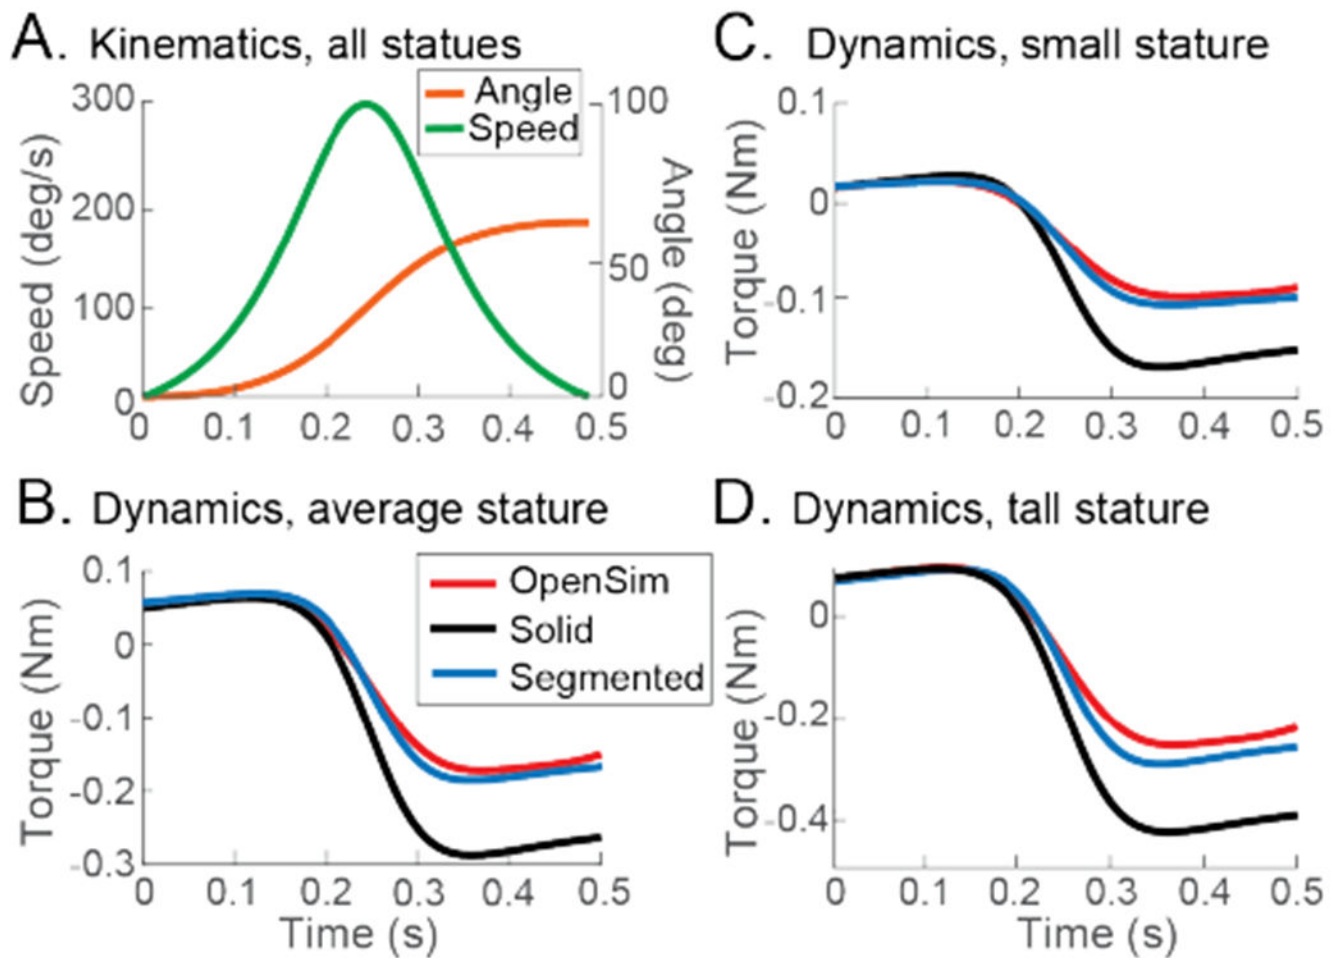 A. Kinematics, all statues
Angle
Speed
300
200
100
0
Speed (deg/s)
100
50
0
Angle (deg)
0 0.1 0.2 0.3 0.4 0.5
C. Dynamics, small stature
0.1
0
-0.1
-0.2
Torque (Nm)
0 0.1 0.2 0.3 0.4 0.5
B. Dynamics, average stature
OpenSim
Solid
Segmented
0.1
0
-0.1
-0.2
-0.3
Torque (Nm)
0 0.1 0.2 0.3 0.4 0.5
Time (s)
D. Dynamics, tall stature
0
-0.2
-0.4
Torque (Nm)
0 0.1 0.2 0.3 0.4 0.5
Time (s)